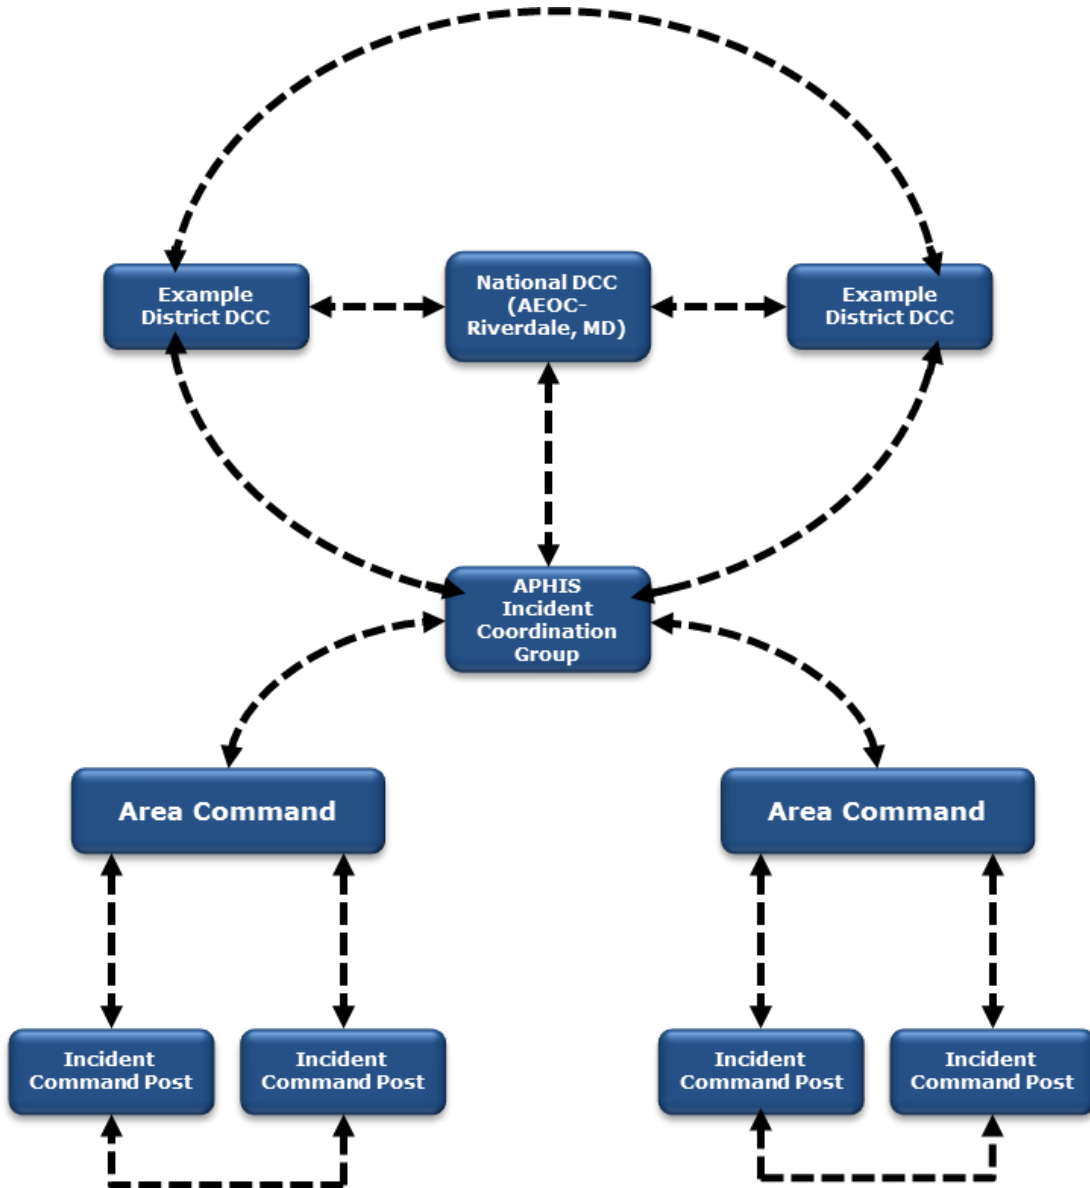 Example
District DCC
National DCC
(AEOC-
Riverdale, MD)
Example
District DCC
APHIS
Incident
Coordination
Group
Area Command
Area Command
Incident
Command Post
Incident
Command Post
Incident
Command Post
Incident
Command Post